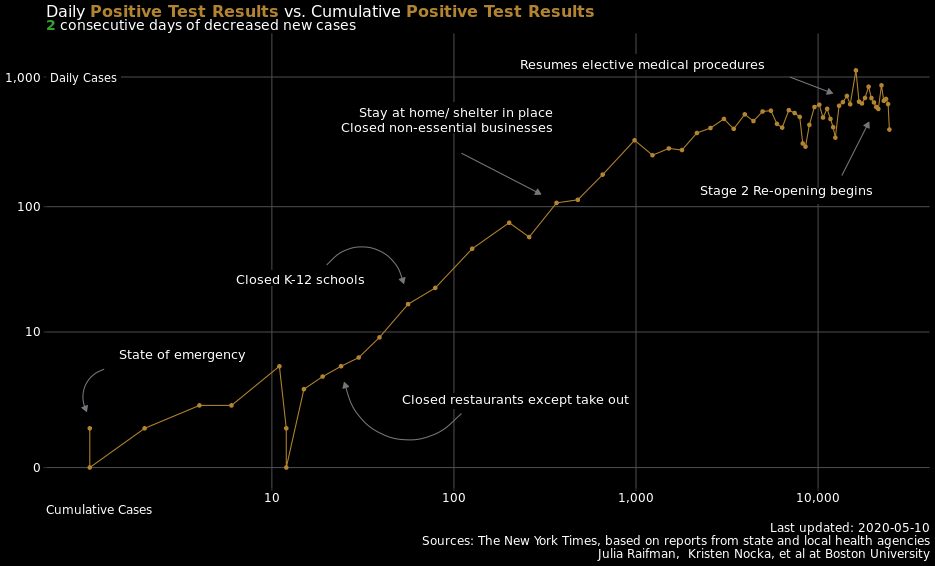 Daily Positive Test Results vs. Cumulative Positive Test Results
2 consecutive days of decreased new cases
Resumes elective medical procedures
1,000
Daily Cases
Stay at home/ shelter in place
Closed non-essential businesses
Stage 2 Re-opening begins
100
Closed K-12 schools
10
State of emergency
Closed restaurants except take out
0
10
100
1,000
10,000
Cumulative Cases
Last updated: 2020-05-10
Sources: The New York Times, based on reports from state and local health agencies
Julia Raifman,  Kristen Nocka, et al at Boston University